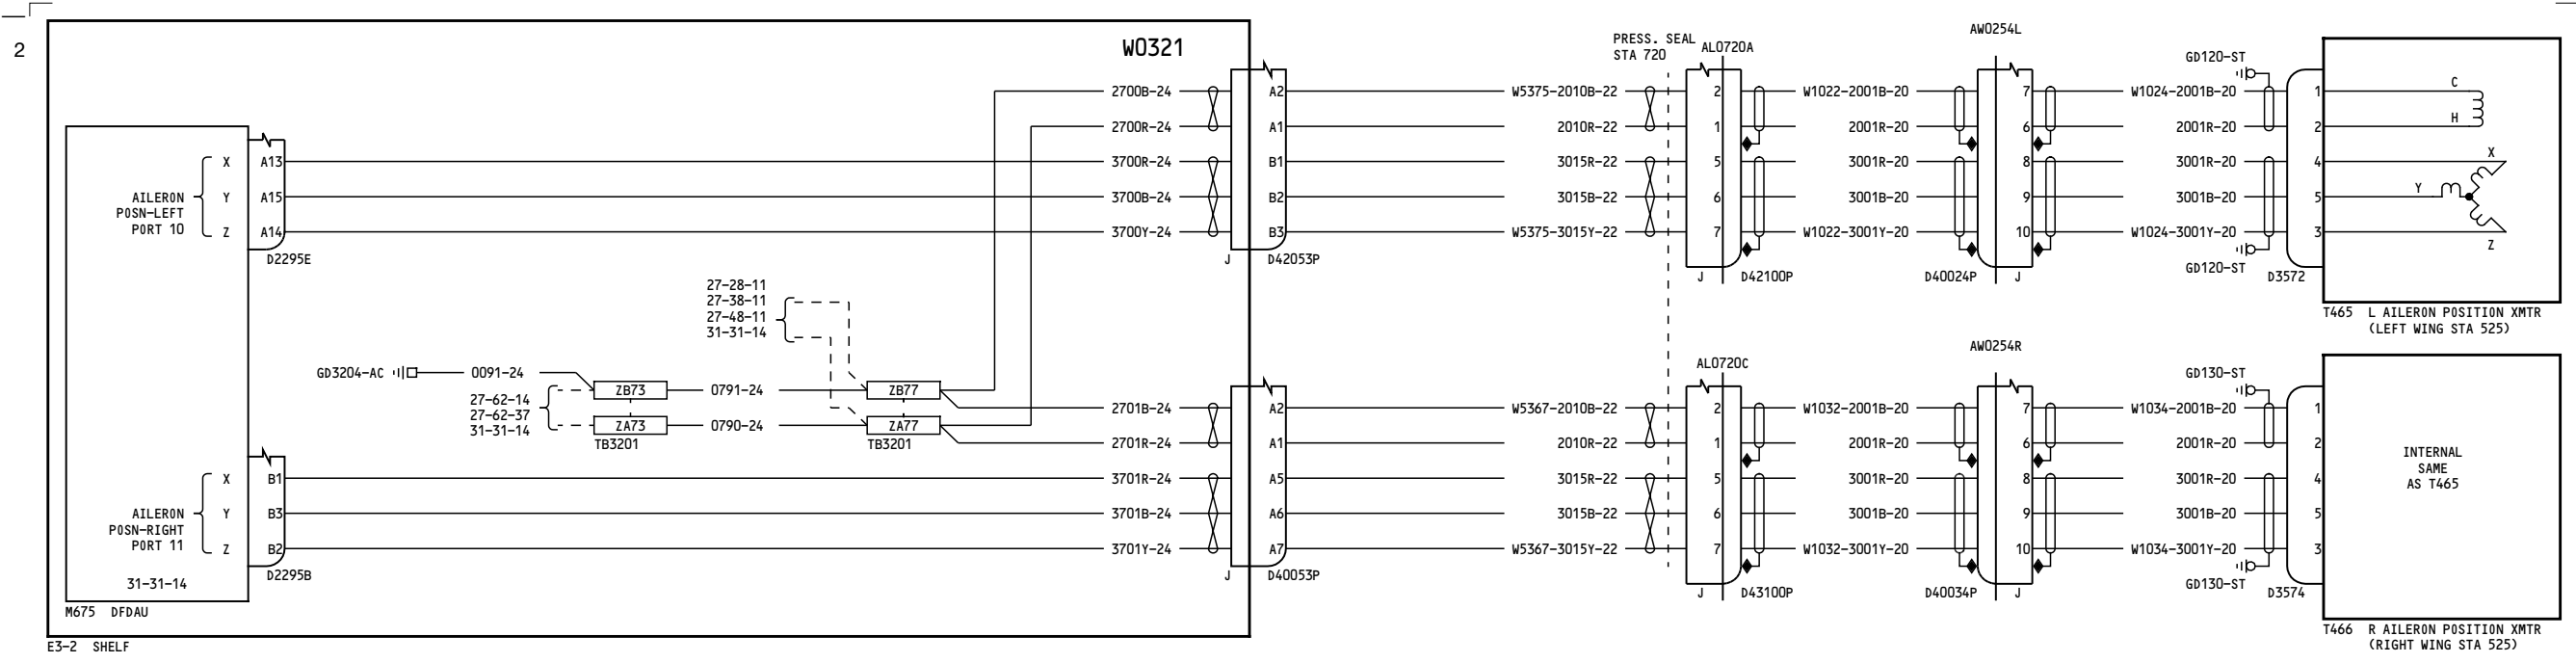 2
W0321
PRESS. SEAL
STA 720
AL0720A
AW0254L
GD120-ST
2700B-24
A2
W5375-2010B-22
2
W1022-2001B-20
7
W1024-2001B-20
1
C
2700R-24
A1
2010R-22
1
2001R-20
6
2001R-20
2
H
X
A13
3700R-24
B1
3015R-22
5
3001R-20
8
3001R-20
4
X
AILERON
POSN-LEFT
PORT 10
Y
A15
3700B-24
B2
3015B-22
6
3001B-20
9
3001B-20
5
Y
Z
A14
3700Y-24
B3
W5375-3015Y-22
7
W1022-3001Y-20
10
W1024-3001Y-20
3
Z
D2295E
J
D42053P
J
D42100P
D40024P
J
GD120-ST
D3572
T465 L AILERON POSITION XMTR
(LEFT WING STA 525)
27-28-11
27-38-11
27-48-11
31-31-14
GD3204-AC
0091-24
27-62-14
27-62-37
31-31-14
ZB73
0791-24
ZB77
ZA73
0790-24
ZA77
TB3201
TB3201
AL0720C
AW0254R
GD130-ST
2701B-24
A2
W5367-2010B-22
2
W1032-2001B-20
7
W1034-2001B-20
1
2701R-24
A1
2010R-22
1
2001R-20
6
2001R-20
2
X
B1
3701R-24
A5
3015R-22
5
3001R-20
8
3001R-20
4
AILERON
POSN-RIGHT
PORT 11
Y
B3
3701B-24
A6
3015B-22
6
3001B-20
9
3001B-20
5
Z
B2
3701Y-24
A7
W5367-3015Y-22
7
W1032-3001Y-20
10
W1034-3001Y-20
3
INTERNAL
SAME
AS T465
31-31-14
D2295B
J
D40053P
J
D43100P
D40034P
J
GD130-ST
D3574
M675 DFDAU
T466 R AILERON POSITION XMTR
(RIGHT WING STA 525)
E3-2 SHELF